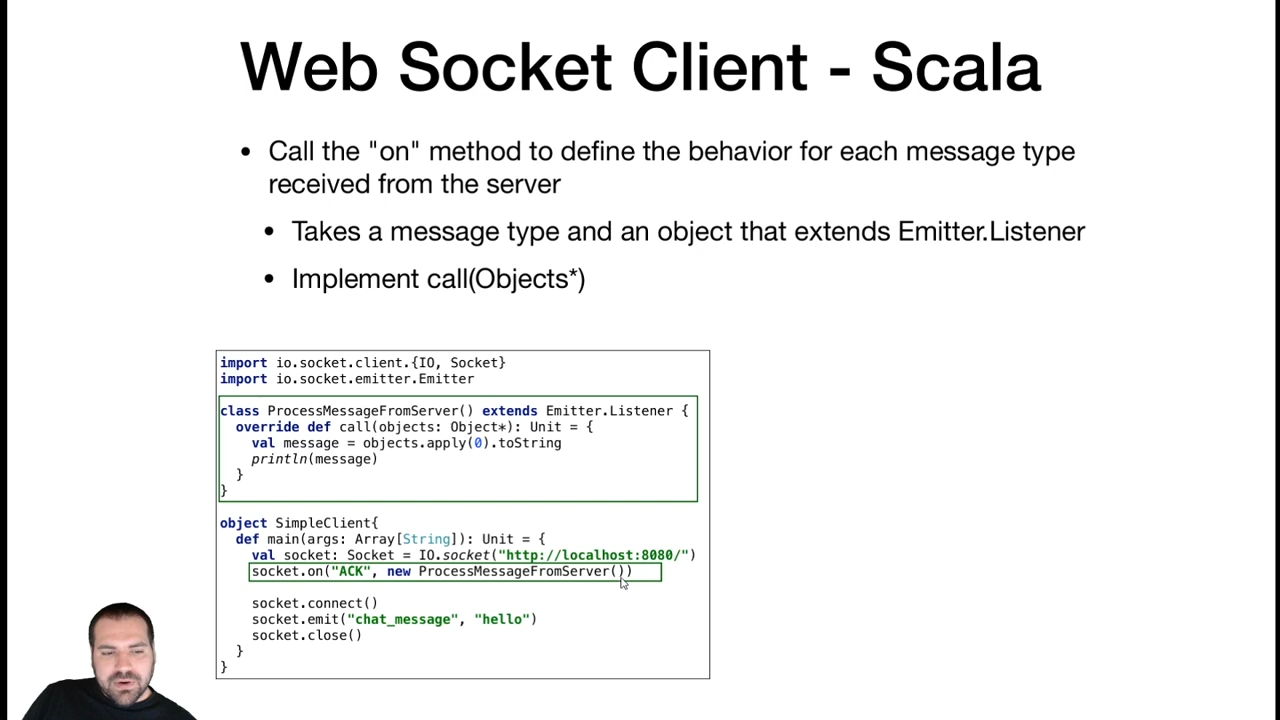 Web Socket Client - Scala
• Call the "on" method to define the behavior for each message type
received from the server
• Takes a message type and an object that extends Emitter.Listener
• Implement call(Objects*)
import io.socket.client.{IO, Socket}
import io.socket.emitter.Emitter
class ProcessMessageFromServer() extends Emitter.Listener {
  override def call(objects: Object*): Unit = {
    val message = objects.apply(0).toString
    println(message)
  }
}
object SimpleClient{
  def main(args: Array[String]): Unit = {
    val socket: Socket = IO.socket("http://localhost:8080/")
    socket.on("ACK", new ProcessMessageFromServer())
    socket.connect()
    socket.emit("chat_message", "hello")
    socket.close()
  }
}